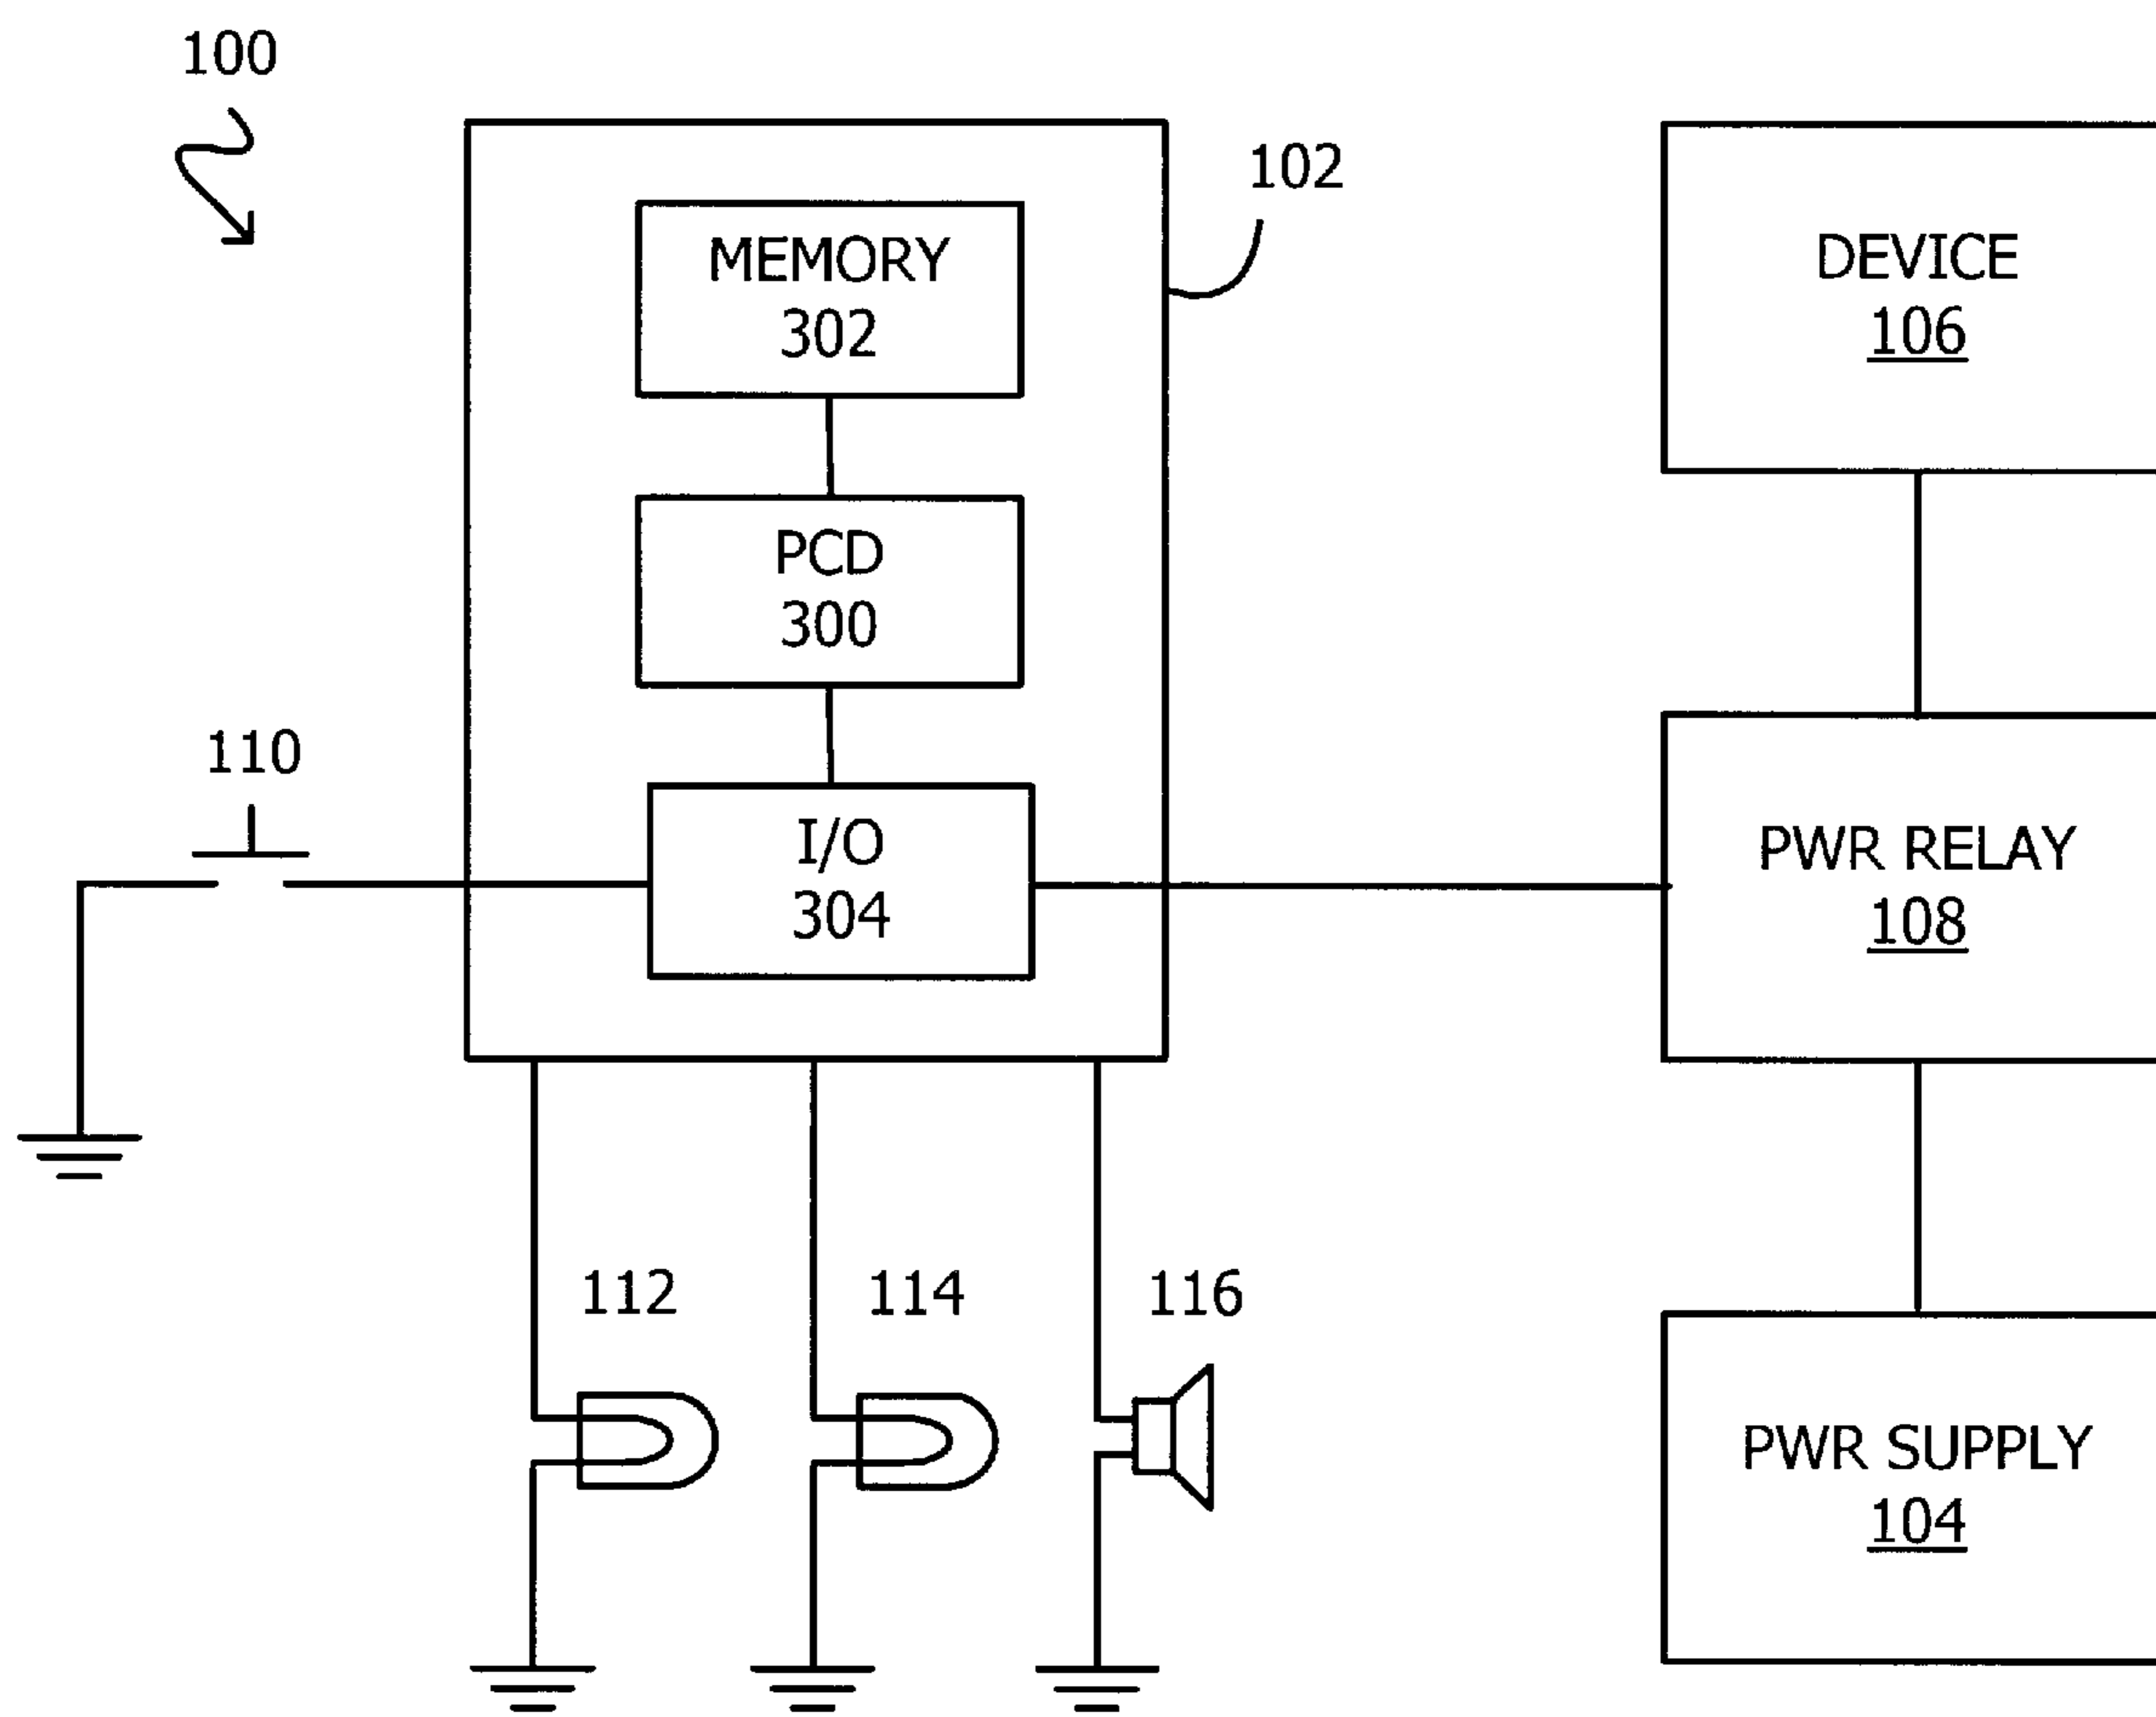 100
102
MEMORY
302
DEVICE
106
PCD
300
110
I/O
304
PWR RELAY
108
112
114
116
PWR SUPPLY
104